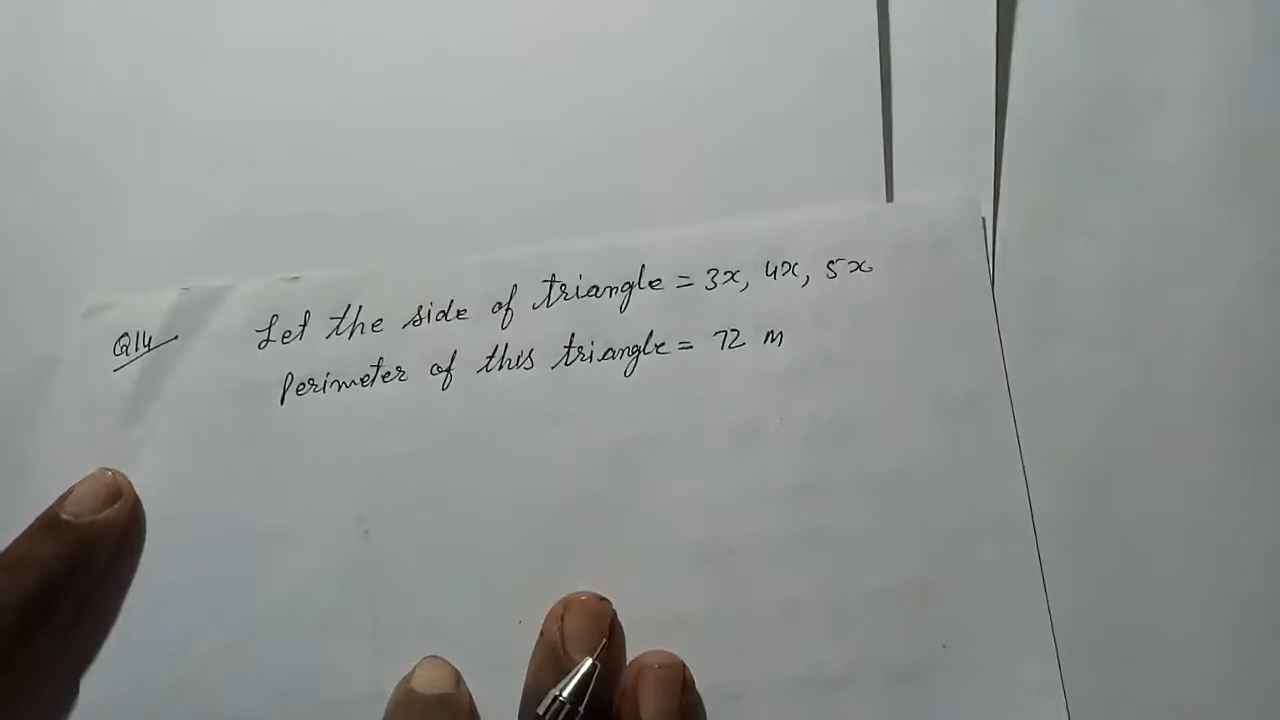 Q14 Let the side of triangle = 3x, 4x, 5x
Perimeter of this triangle = 72 m